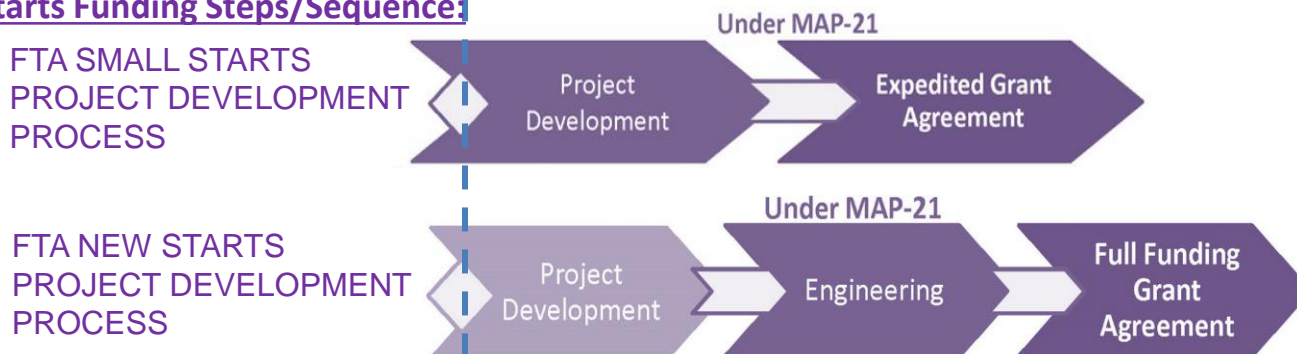 tarts Funding Steps/Sequence:
Under MAP-21
FTA SMALL STARTS
PROJECT DEVELOPMENT
PROCESS
Project
Development
Expedited Grant
Agreement
Under MAP-21
FTA NEW STARTS
PROJECT DEVELOPMENT
PROCESS
Project
Development
Engineering
Full Funding
Grant
Agreement